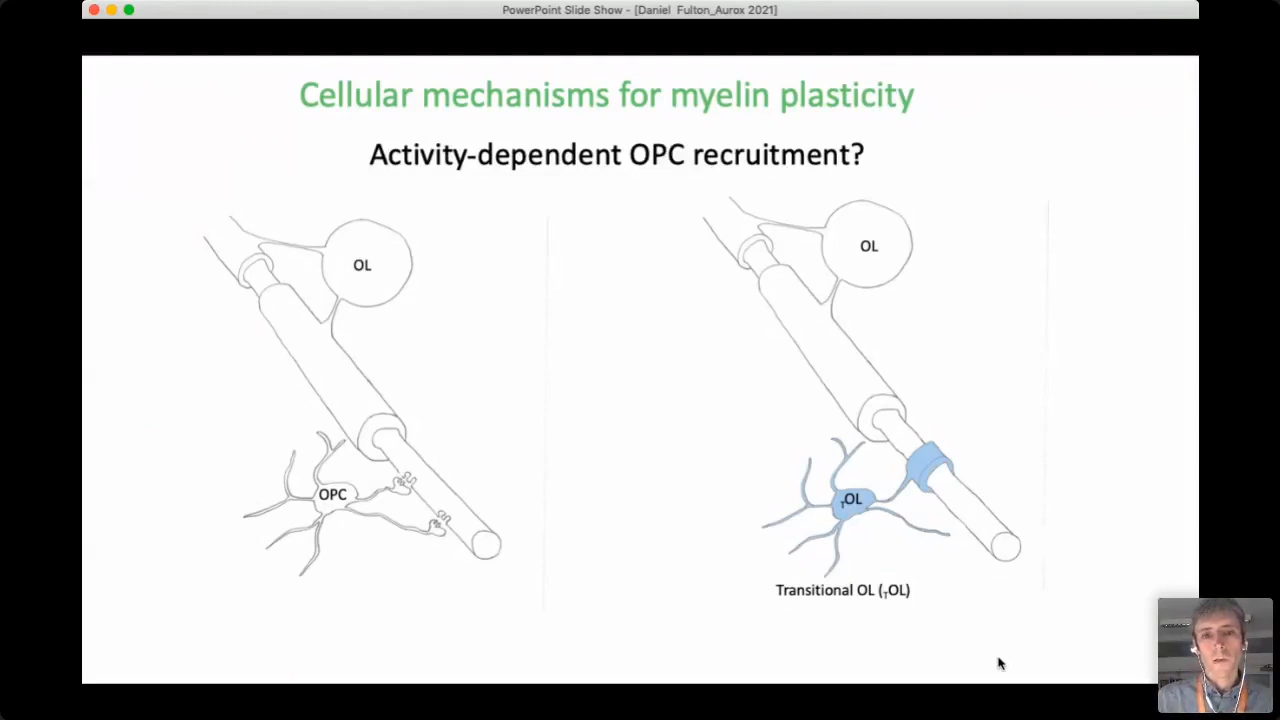 PowerPoint Slide Show - [Daniel Fulton_Aurox 2021]
Cellular mechanisms for myelin plasticity
Activity-dependent OPC recruitment?
OL
OL
OPC
TOL
Transitional OL (TOL)